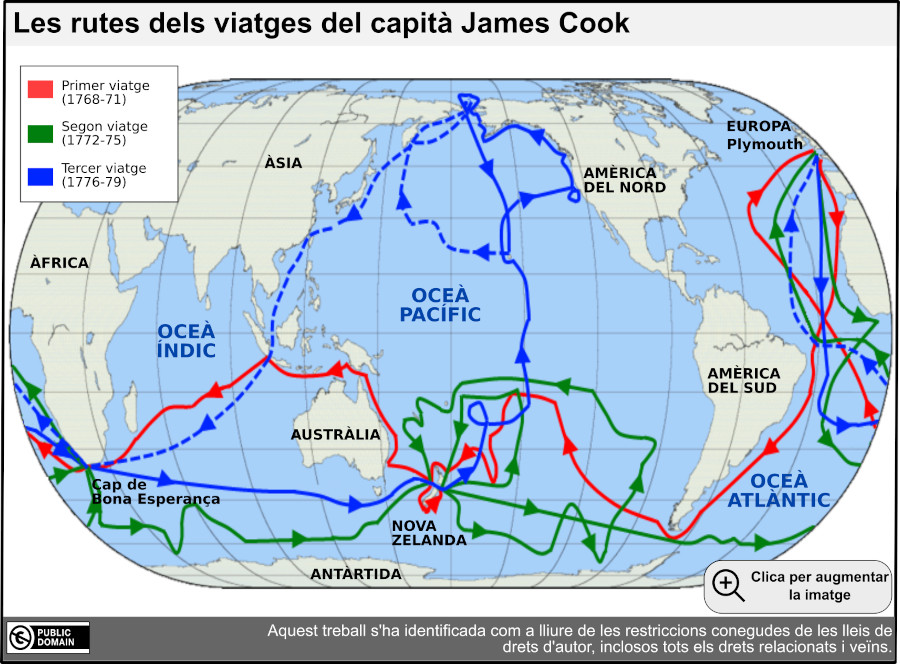 Les rutes dels viatges del capità James Cook
Primer viatge
(1768-71)
Segon viatge
(1772-75)
Tercer viatge
(1776-79)
EUROPA
Plymouth
ÀSIA
AMÈRICA
DEL NORD
ÀFRICA
OCEÀ
PACÍFIC
OCEÀ
ÍNDIC
AMÈRICA
DEL SUD
AUSTRÀLIA
Cap de
Bona Esperança
OCEÀ
ATLÀNTIC
NOVA
ZELANDA
ANTÀRTIDA
Clica per augmentar
la imatge
PUBLIC
DOMAIN
Aquest treball s'ha identificada com a lliure de les restriccions conegudes de les lleis de
drets d'autor, inclosos tots els drets relacionats i veïns.